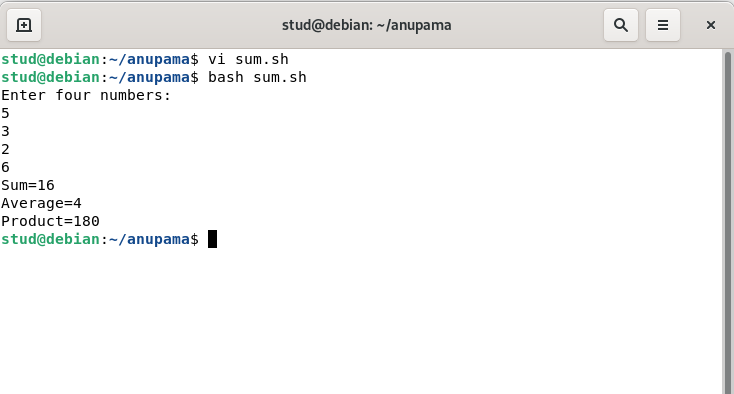 stud@debian: ~/anupama
stud@debian:~/anupama$ vi sum.sh
stud@debian:~/anupama$ bash sum.sh
Enter four numbers:
5
3
2
6
Sum=16
Average=4
Product=180
stud@debian:~/anupama$